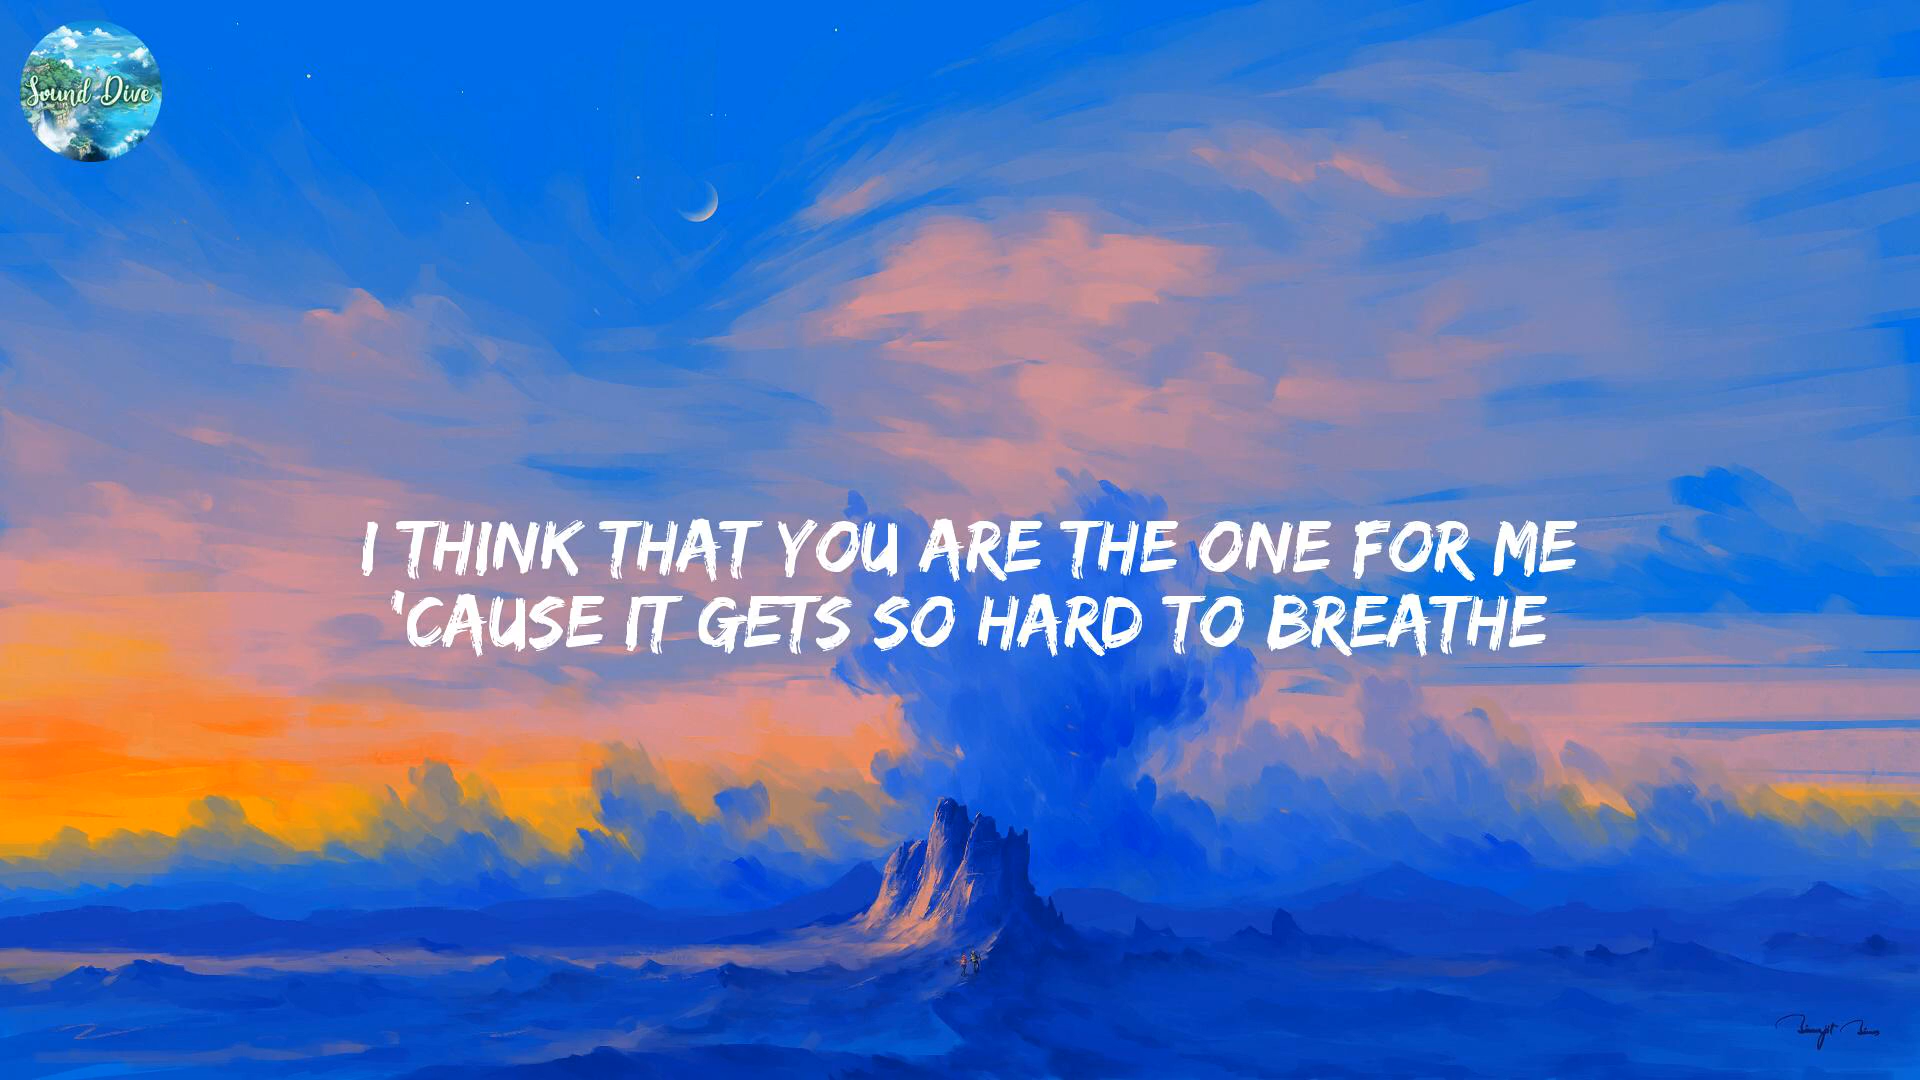 Sound Dive
I THINK THAT YOU ARE THE ONE FOR ME
'CAUSE IT GETS SO HARD TO BREATHE